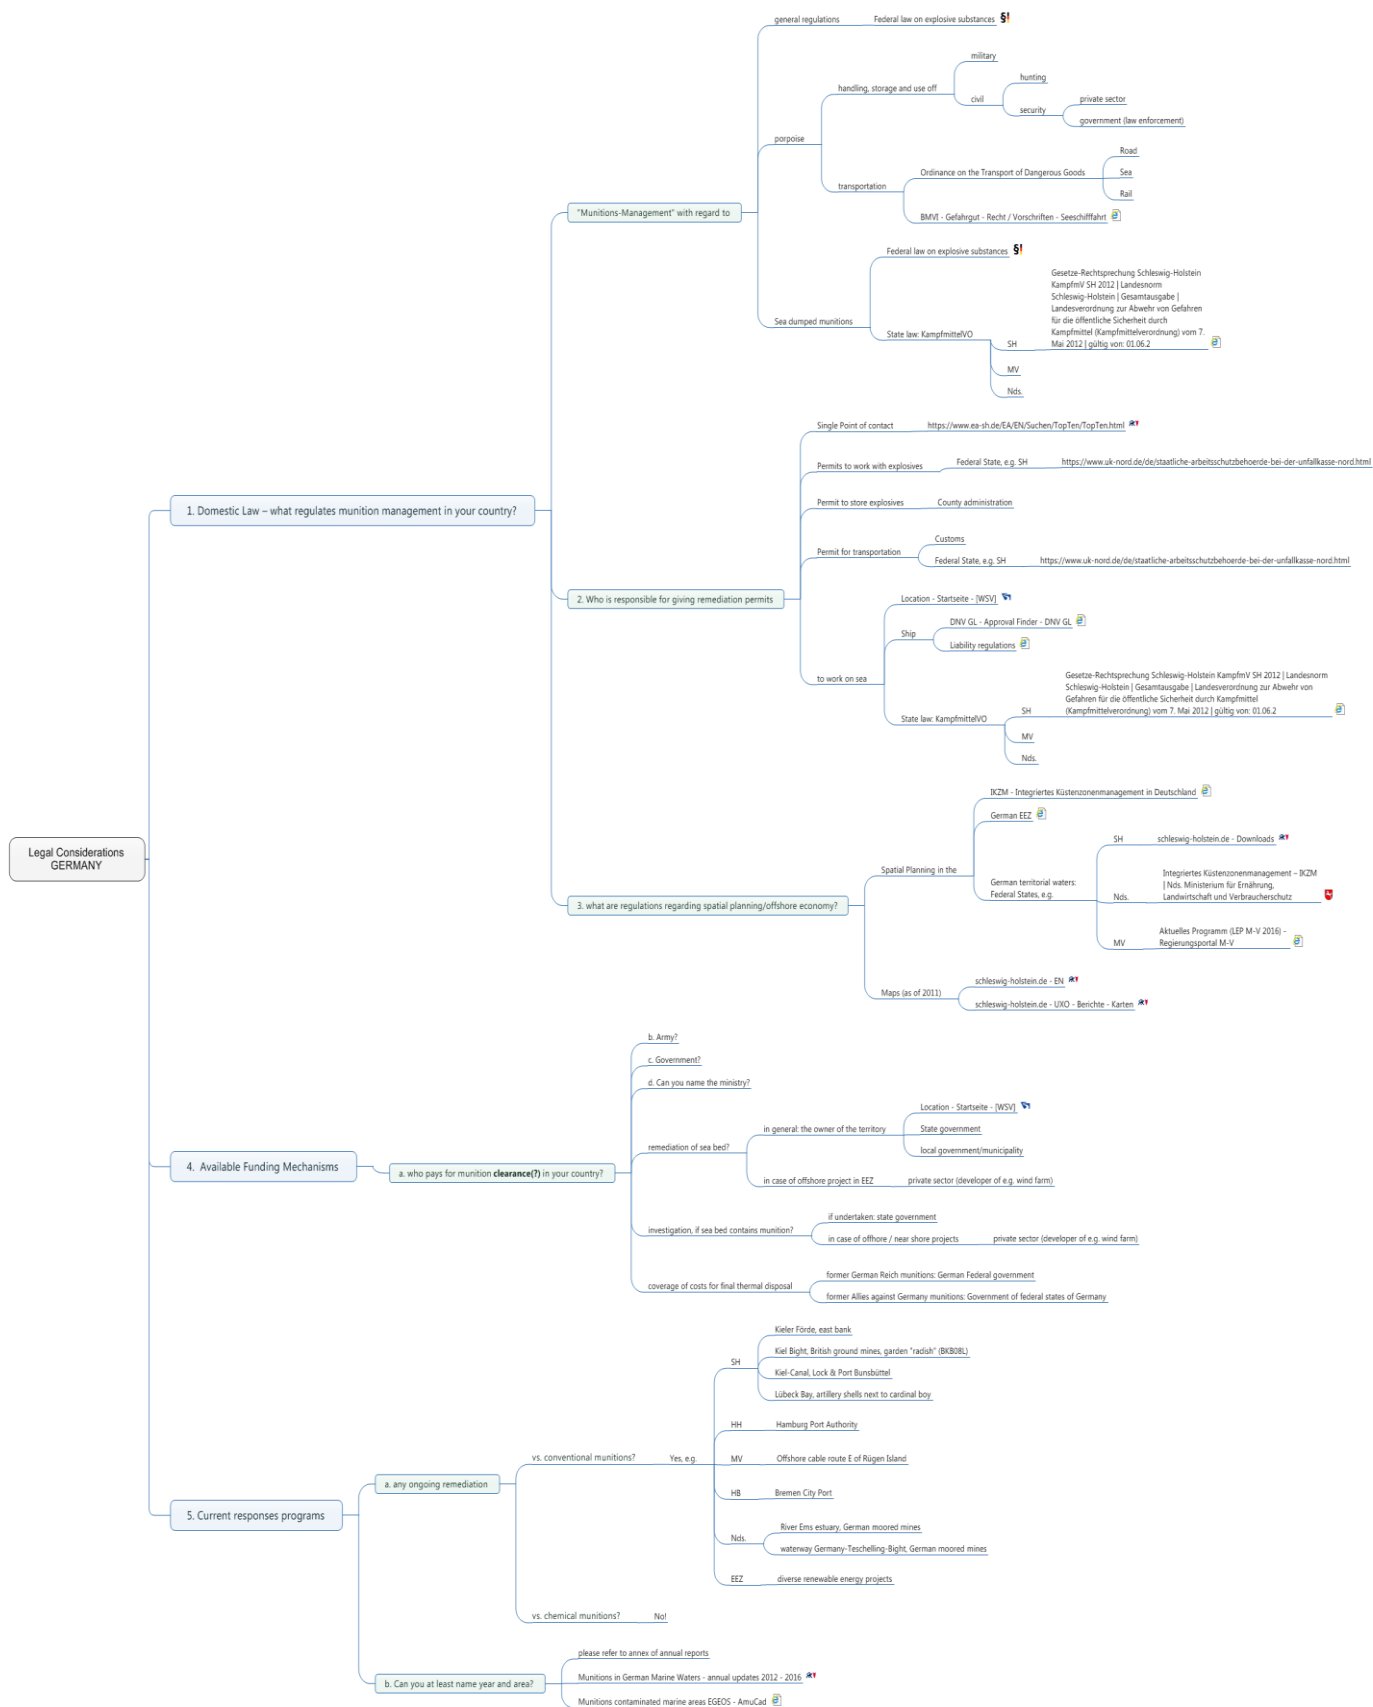 general regulations
Federal law on explosive substances
§!
military
hunting
handling, storage and use off
civil
private sector
security
government (law enforcement)
porpoise
Road
Ordinance on the Transport of Dangerous Goods
Sea
transportation
Rail
"Munitions-Management" with regard to
BMVI - Gefahrgut - Recht / Vorschriften - Seeschifffahrt
Federal law on explosive substances
§!
Gesetze-Rechtsprechung Schleswig-Holstein
KampfmV SH 2012 | Landesnorm
Schleswig-Holstein | Gesamtausgabe |
Landesverordnung zur Abwehr von Gefahren
für die öffentliche Sicherheit durch
Kampfmittel (Kampfmittelverordnung) vom 7.
Mai 2012 | gültig von: 01.06.2
Sea dumped munitions
State law: KampfmittelVO
SH
MV
Nds.
Single Point of contact
https://www.ea-sh.de/EA/EN/Suchen/TopTen/TopTen.html
Permits to work with explosives
Federal State, e.g. SH
https://www.uk-nord.de/de/staatliche-arbeitsschutzbehoerde-bei-der-unfallkasse-nord.html
Permit to store explosives
County administration
1. Domestic Law – what regulates munition management in your country?
Customs
Permit for transportation
Federal State, e.g. SH
https://www.uk-nord.de/de/staatliche-arbeitsschutzbehoerde-bei-der-unfallkasse-nord.html
2. Who is responsible for giving remediation permits
Location - Startseite - [WSV]
DNV GL - Approval Finder - DNV GL
Ship
Liability regulations
to work on sea
Gesetze-Rechtsprechung Schleswig-Holstein KampfmV SH 2012 | Landesnorm
Schleswig-Holstein | Gesamtausgabe | Landesverordnung zur Abwehr von
Gefahren für die öffentliche Sicherheit durch Kampfmittel
(Kampfmittelverordnung) vom 7. Mai 2012 | gültig von: 01.06.2
SH
State law: KampfmittelVO
MV
Nds.
IKZM - Integriertes Küstenzonenmanagement in Deutschland
German EEZ
Legal Considerations
GERMANY
SH
schleswig-holstein.de - Downloads
Spatial Planning in the
German territorial waters:
Federal States, e.g.
Integriertes Küstenzonenmanagement – IKZM
| Nds. Ministerium für Ernährung,
Landwirtschaft und Verbraucherschutz
Nds.
3. what are regulations regarding spatial planning/offshore economy?
Aktuelles Programm (LEP M-V 2016) -
Regierungsportal M-V
MV
schleswig-holstein.de - EN
Maps (as of 2011)
schleswig-holstein.de - UXO - Berichte - Karten
b. Army?
c. Government?
d. Can you name the ministry?
Location - Startseite - [WSV]
in general: the owner of the territory
State government
remediation of sea bed?
local government/municipality
4. Available Funding Mechanisms
a. who pays for munition clearance(?) in your country?
in case of offshore project in EEZ
private sector (developer of e.g. wind farm)
if undertaken: state government
investigation, if sea bed contains munition?
in case of offhore / near shore projects
private sector (developer of e.g. wind farm)
former German Reich munitions: German Federal government
coverage of costs for final thermal disposal
former Allies against Germany munitions: Government of federal states of Germany
Kieler Förde, east bank
Kiel Bight, British ground mines, garden "radish" (BKB08L)
SH
Kiel-Canal, Lock & Port Bunsbüttel
Lübeck Bay, artillery shells next to cardinal boy
HH
Hamburg Port Authority
vs. conventional munitions?
Yes, e.g.
MV
Offshore cable route E of Rügen Island
a. any ongoing remediation
HB
Bremen City Port
5. Current responses programs
River Ems estuary, German moored mines
Nds.
waterway Germany-Teschelling-Bight, German moored mines
EEZ
diverse renewable energy projects
vs. chemical munitions?
No!
please refer to annex of annual reports
b. Can you at least name year and area?
Munitions in German Marine Waters - annual updates 2012 - 2016
Munitions contaminated marine areas EGEOS - AmuCad